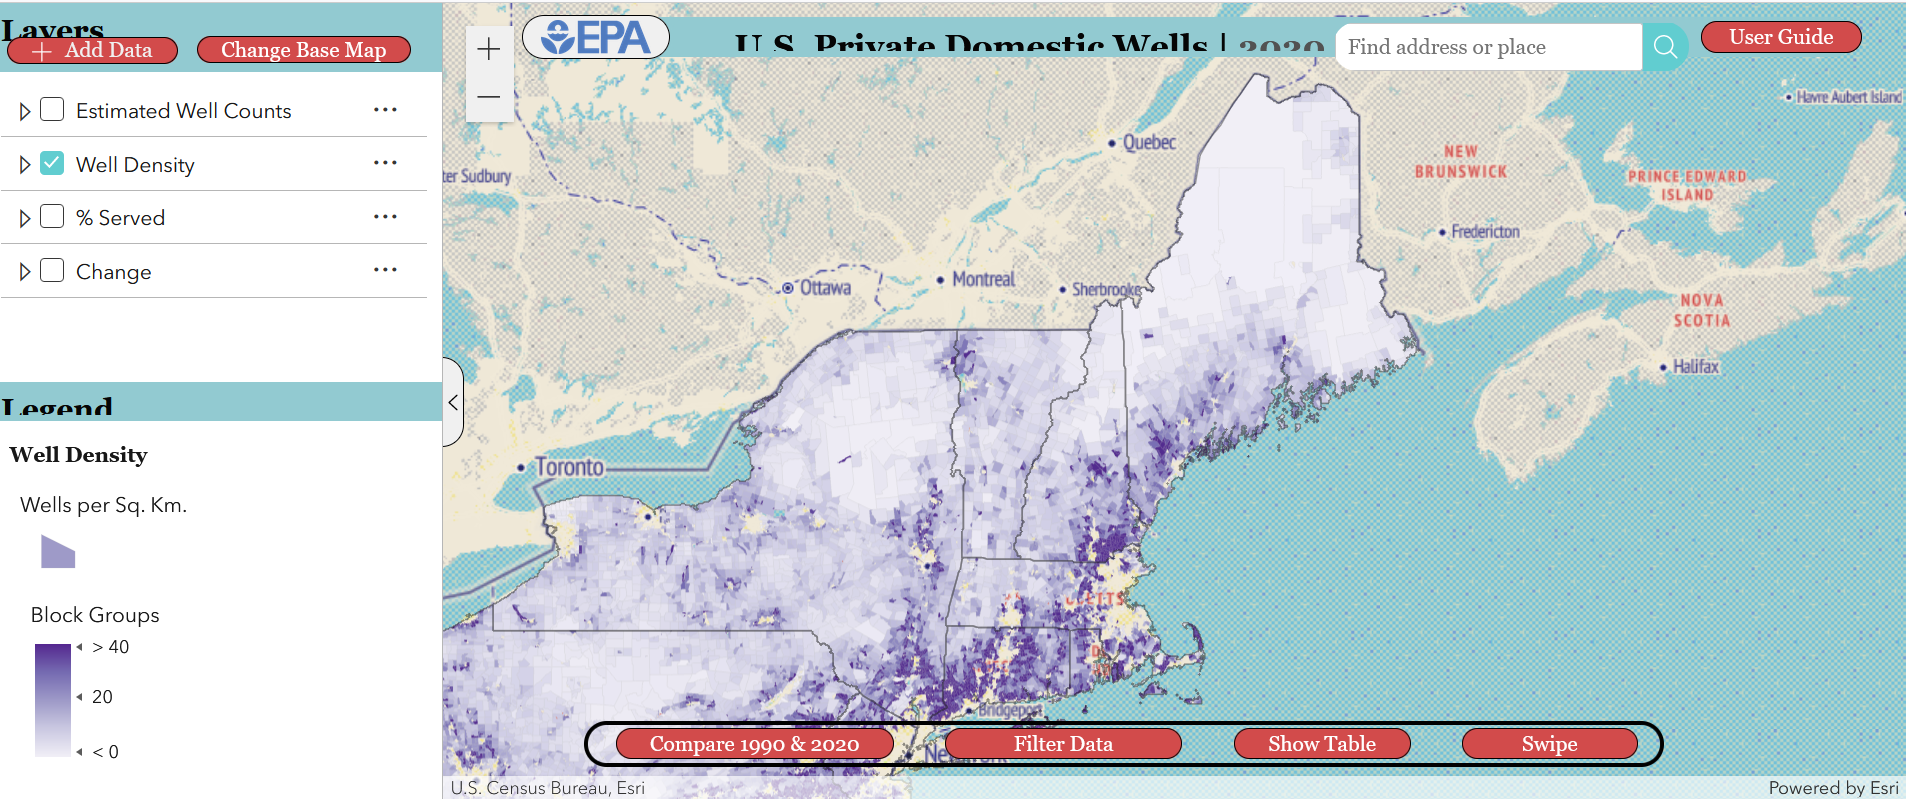 Layers
Add Data
Change Base Map
Estimated Well Counts
Well Density
% Served
Change
Legend
Well Density
Wells per Sq. Km.
Block Groups
> 40
20
< 0
EPA
U.S. Private Domestic Wells | 2020
Find address or place
User Guide
Havre Aubert Island
Quebec
ter Sudbury
NEW
BRUNSWICK
PRINCE EDWARD
ISLAND
Fredericton
Ottawa
Montreal
Sherbrooke
NOVA
SCOTIA
Halifax
Toronto
Bridgeport
Compare 1990 & 2020
Filter Data
Show Table
Swipe
U.S. Census Bureau, Esri
Powered by Esri